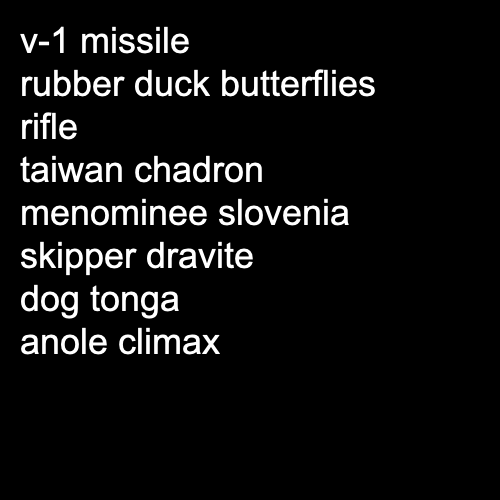 v-1 missile
rubber duck butterflies
rifle
taiwan chadron
menominee slovenia
skipper dravite
dog tonga
anole climax